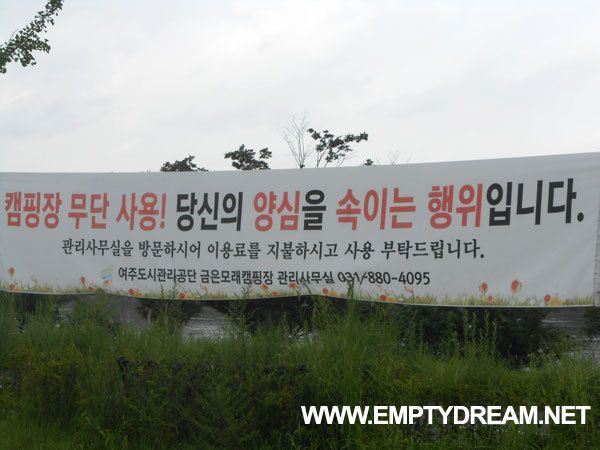 캠핑장 무단 사용! 당신의 양심을 속이는 행위입니다.
관리사무실을 방문하시어 이용료를 지불하시고 사용 부탁드립니다.
여주도시관리공단 금은모래캠핑장 관리사무실 031/880-4095
WWW.EMPTYDREAM.NET